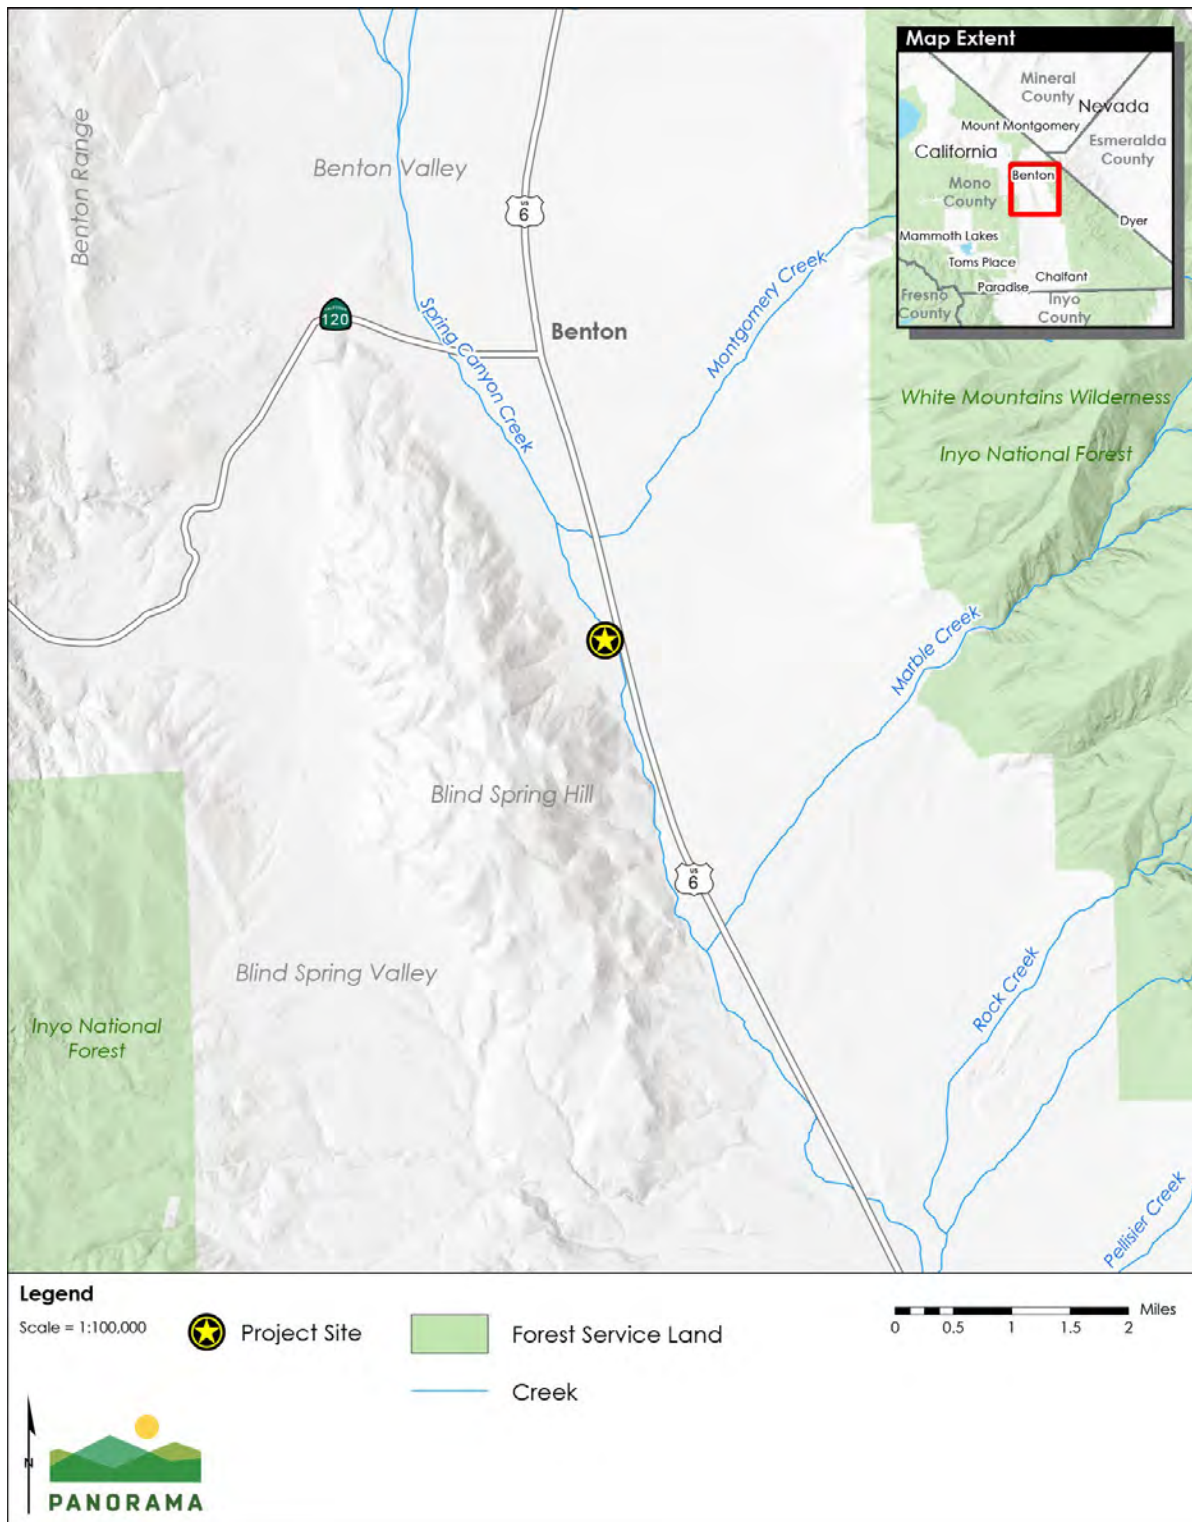 Map Extent
Mineral
County
Nevada
Mount Montgomery
Esmeralda
County
California
Benton
Mono
County
Dyer
Mammoth Lakes
Toms Place
Chalfant
Paradise
Fresno
County
Inyo
County
Benton Range
Benton Valley
US
6
Montgomery Creek
CALIFORNIA
120
Spring Canyon Creek
Benton
White Mountains Wilderness
Inyo National Forest
Marble Creek
Blind Spring Hill
US
6
Blind Spring Valley
Rock Creek
Inyo National
Forest
Pellisier Creek
Legend
Scale = 1:100,000
Project Site
Forest Service Land
Creek
Miles
0 0.5 1 1.5 2
N
PANORAMA